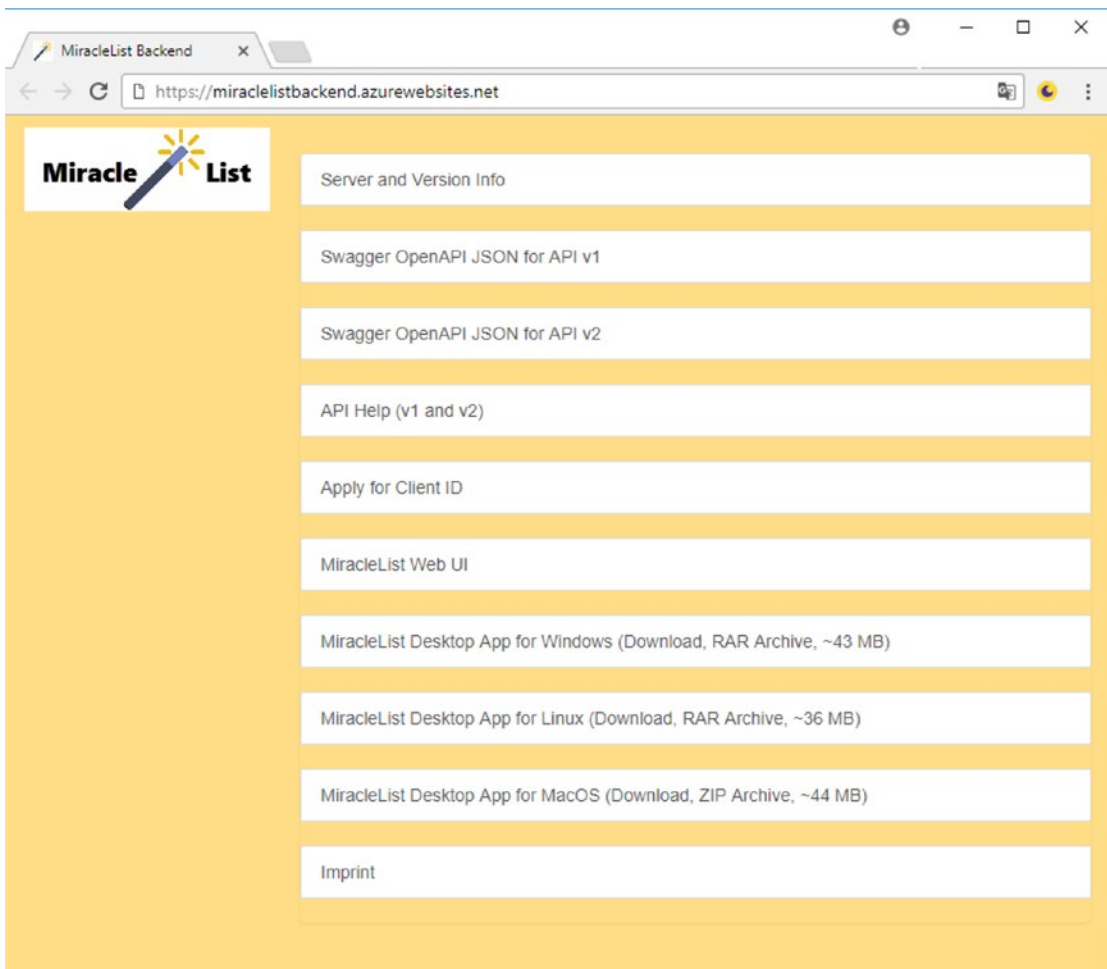 MiracleList Backend
https://miraclelistbackend.azurewebsites.net
Miracle List
Server and Version Info
Swagger OpenAPI JSON for API v1
Swagger OpenAPI JSON for API v2
API Help (v1 and v2)
Apply for Client ID
MiracleList Web UI
MiracleList Desktop App for Windows (Download, RAR Archive, ~43 MB)
MiracleList Desktop App for Linux (Download, RAR Archive, ~36 MB)
MiracleList Desktop App for MacOS (Download, ZIP Archive, ~44 MB)
Imprint